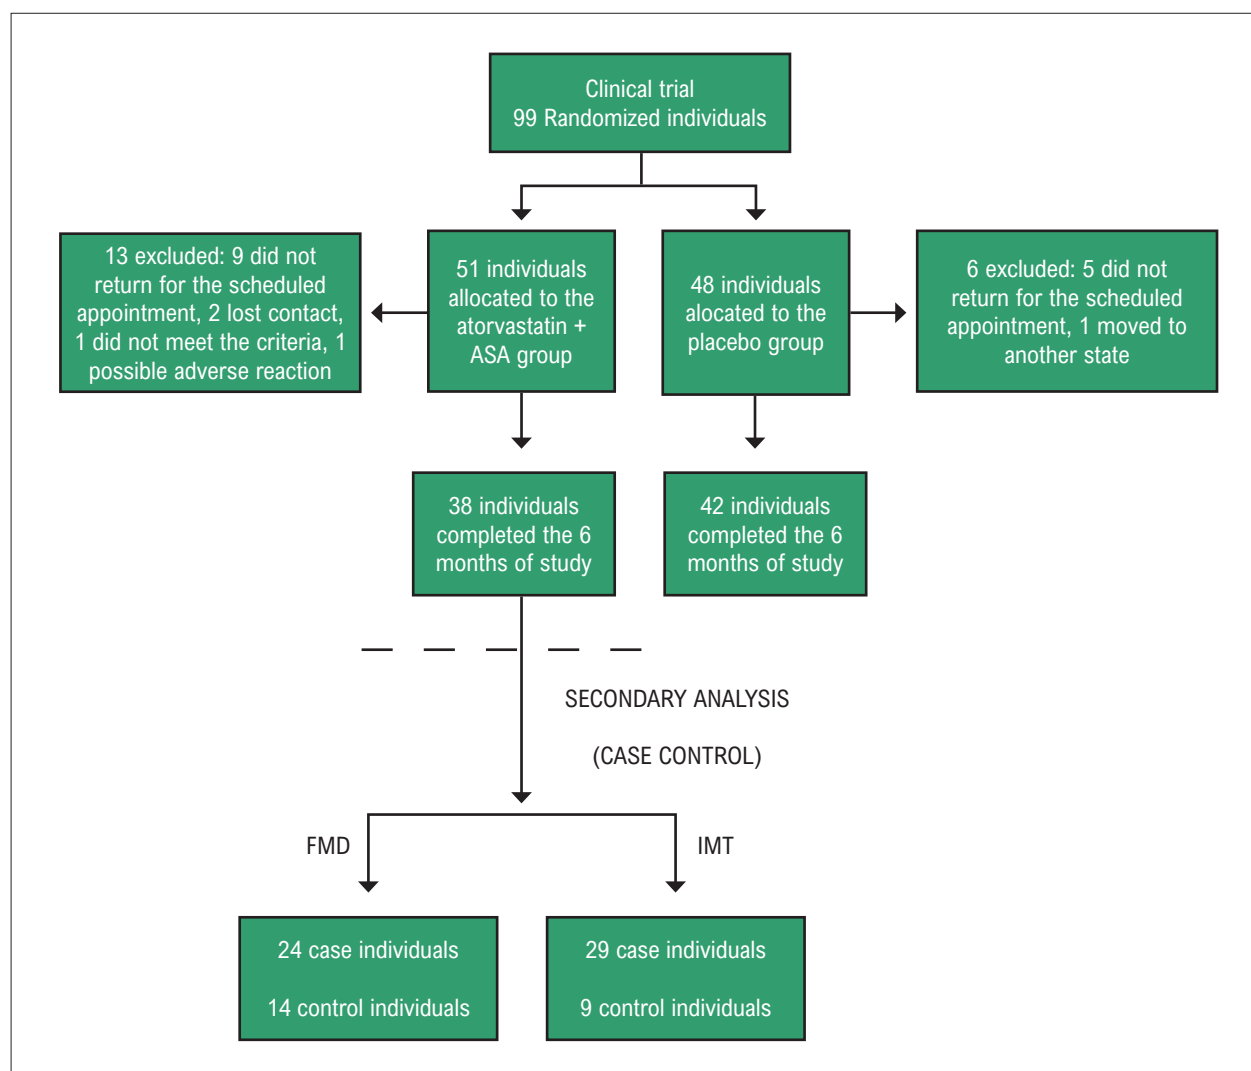 Clinical trial
99 Randomized individuals
13 excluded: 9 did not
return for the scheduled
appointment, 2 lost contact,
1 did not meet the criteria, 1
possible adverse reaction
51 individuals
allocated to the
atorvastatin +
ASA group
48 individuals
alocated to the
placebo group
6 excluded: 5 did not
return for the scheduled
appointment, 1 moved to
another state
38 individuals
completed the 6
months of study
42 individuals
completed the 6
months of study
SECONDARY ANALYSIS
(CASE CONTROL)
FMD
IMT
24 case individuals
14 control individuals
29 case individuals
9 control individuals